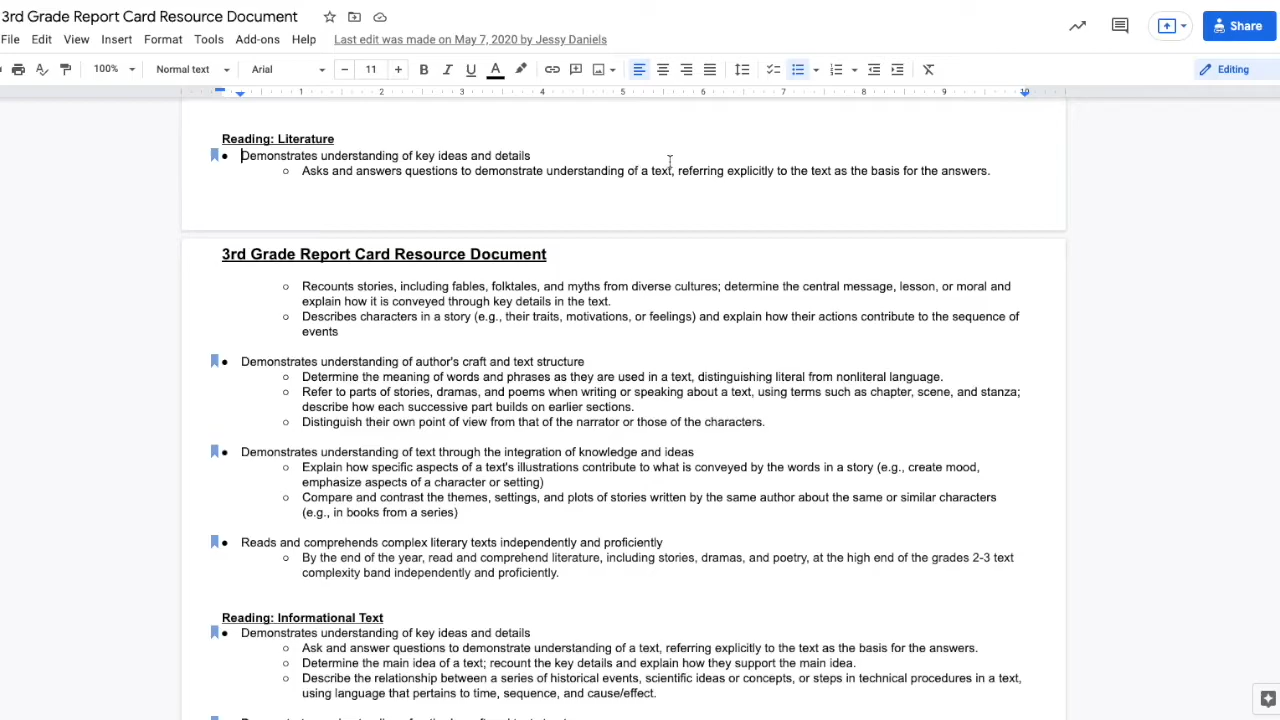 3rd Grade Report Card Resource Document
File Edit View Insert Format Tools Add-ons Help Last edit was made on May 7, 2020 by Jessy Daniels
Share
100% Normal text Arial 11 B I U A Editing
1 2 3 4 5 6 7 8 9 10
Reading: Literature
● Demonstrates understanding of key ideas and details
○ Asks and answers questions to demonstrate understanding of a text, referring explicitly to the text as the basis for the answers.
3rd Grade Report Card Resource Document
○ Recounts stories, including fables, folktales, and myths from diverse cultures; determine the central message, lesson, or moral and
explain how it is conveyed through key details in the text.
○ Describes characters in a story (e.g., their traits, motivations, or feelings) and explain how their actions contribute to the sequence of
events
● Demonstrates understanding of author's craft and text structure
○ Determine the meaning of words and phrases as they are used in a text, distinguishing literal from nonliteral language.
○ Refer to parts of stories, dramas, and poems when writing or speaking about a text, using terms such as chapter, scene, and stanza;
describe how each successive part builds on earlier sections.
○ Distinguish their own point of view from that of the narrator or those of the characters.
● Demonstrates understanding of text through the integration of knowledge and ideas
○ Explain how specific aspects of a text's illustrations contribute to what is conveyed by the words in a story (e.g., create mood,
emphasize aspects of a character or setting)
○ Compare and contrast the themes, settings, and plots of stories written by the same author about the same or similar characters
(e.g., in books from a series)
● Reads and comprehends complex literary texts independently and proficiently
○ By the end of the year, read and comprehend literature, including stories, dramas, and poetry, at the high end of the grades 2-3 text
complexity band independently and proficiently.
Reading: Informational Text
● Demonstrates understanding of key ideas and details
○ Ask and answer questions to demonstrate understanding of a text, referring explicitly to the text as the basis for the answers.
○ Determine the main idea of a text; recount the key details and explain how they support the main idea.
○ Describe the relationship between a series of historical events, scientific ideas or concepts, or steps in technical procedures in a text,
using language that pertains to time, sequence, and cause/effect.